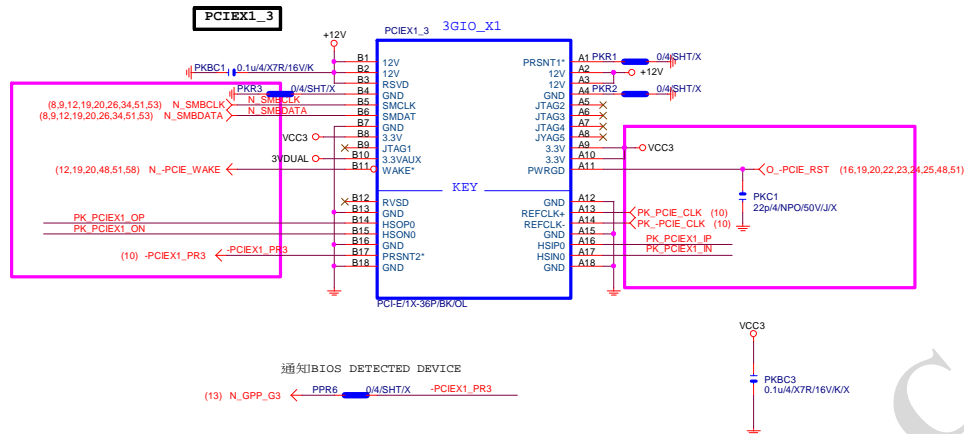 PCIEX1_3
3GIO_X1
PCIEX1_3
+12V
PKBC1 0.1u/4/X7R/16V/K
B1 12V PRSNT1* A1 PKR1 0/4/SHT/X
B2 12V 12V A2 +12V
B3 RSVD 12V A3
PKR3 0/4/SHT/X B4 GND GND A4 PKR2 0/4/SHT/X
(8,9,12,19,20,26,34,51,53) N_SMBCLK N_SMBCLK B5 SMCLK JTAG2 A5
(8,9,12,19,20,26,34,51,53) N_SMBDATA N_SMBDATA B6 SMDAT JTAG3 A6
B7 GND JTAG4 A7
VCC3 B8 3.3V JYAG5 A8
B9 JTAG1 3.3V A9 VCC3
3VDUAL B10 3.3VAUX 3.3V A10
(12,19,20,48,51,58) N_-PCIE_WAKE B11 WAKE* PWRGD A11 O_-PCIE_RST (16,19,20,22,23,24,25,48,51)
KEY
PKC1
22p/4/NPO/50V/J/X
B12 RVSD GND A12
B13 GND REFCLK+ A13 PK_PCIE_CLK (10)
PK_PCIEX1_OP B14 HSOP0 REFCLK- A14 PK_-PCIE_CLK (10)
PK_PCIEX1_ON B15 HSON0 GND A15
B16 GND HSIP0 A16 PK_PCIEX1_IP
(10) -PCIEX1_PR3 -PCIEX1_PR3 B17 PRSNT2* HSIN0 A17 PK_PCIEX1_IN
B18 GND GND A18
PCI-E/1X-36P/BK/OL
VCC3
通知BIOS DETECTED DEVICE
(13) N_GPP_G3 PPR6 0/4/SHT/X -PCIEX1_PR3
PKBC3
0.1u/4/X7R/16V/K/X